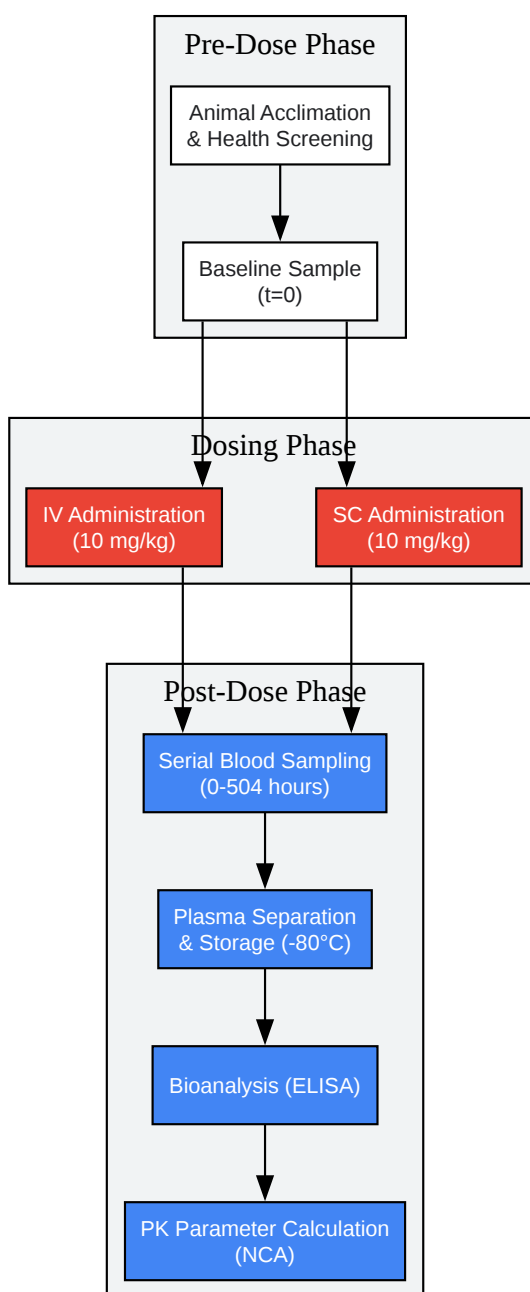 Pre-Dose Phase
Animal Acclimation
& Health Screening
Baseline Sample
(t=0)
Dosing Phase
IV Administration
(10 mg/kg)
SC Administration
(10 mg/kg)
Post-Dose Phase
Serial Blood Sampling
(0-504 hours)
Plasma Separation
& Storage (-80°C)
Bioanalysis (ELISA)
PK Parameter Calculation
(NCA)